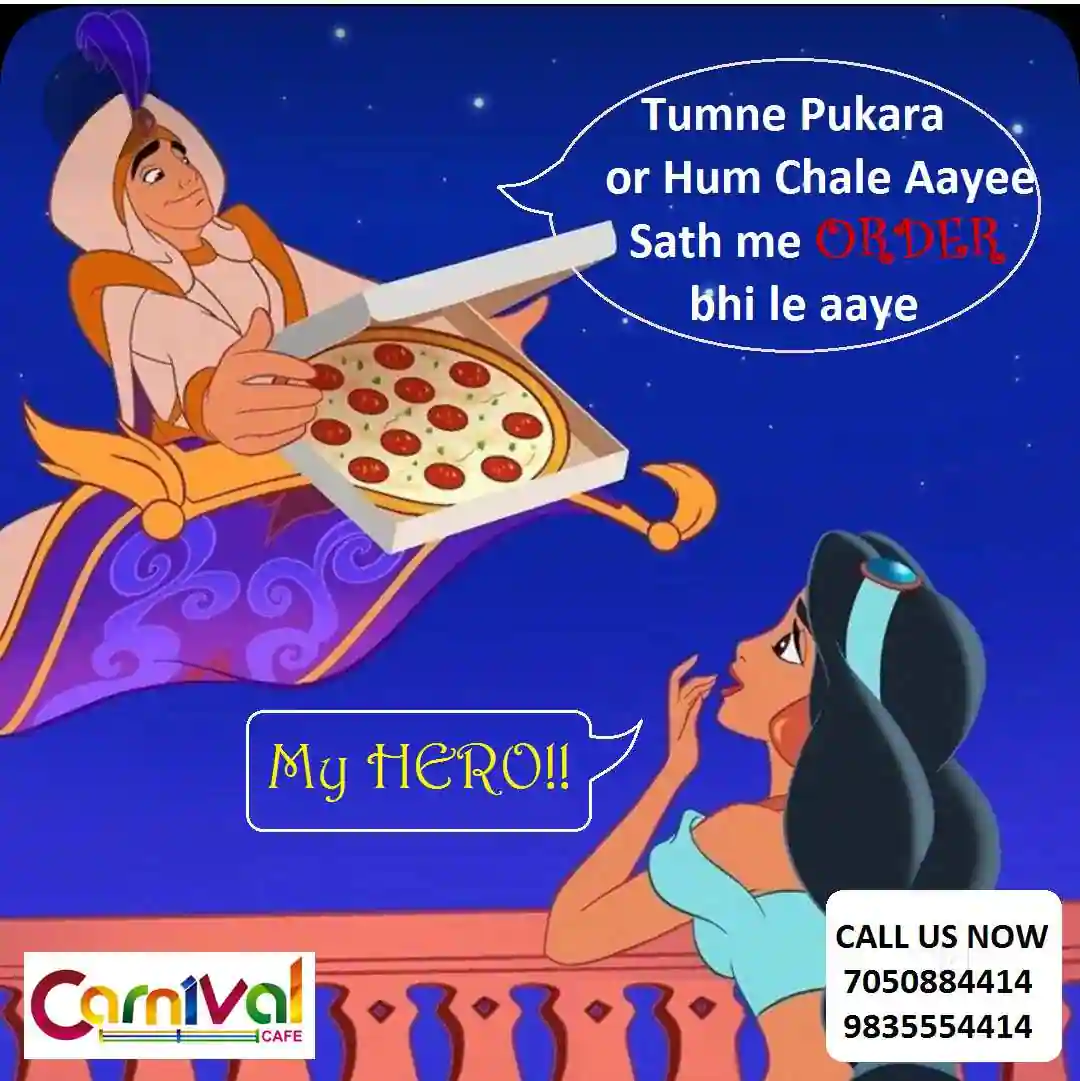 Tumne Pukara
or Hum Chale Aayee
Sath me ORDER
bhi le aaye
My HERO!!
Carnival
CAFE
CALL US NOW
7050884414
9835554414